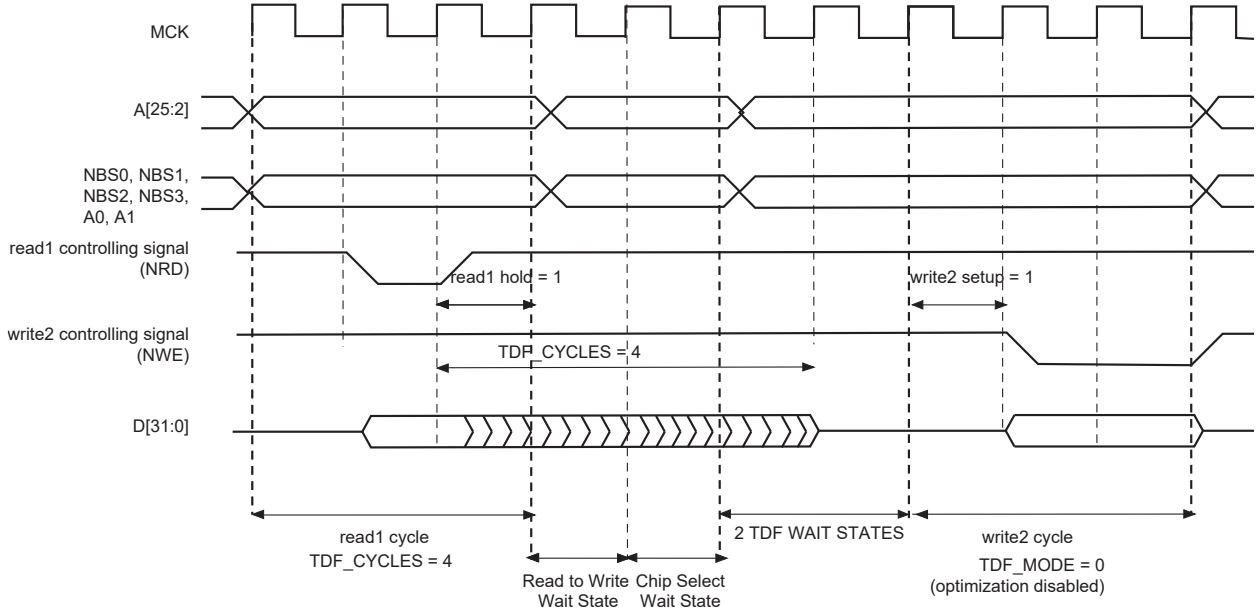 MCK
A[25:2]
NBS0, NBS1,
NBS2, NBS3,
A0, A1
read1 controlling signal
(NRD)
read1 hold = 1
write2 setup = 1
write2 controlling signal
(NWE)
TDF_CYCLES = 4
D[31:0]
read1 cycle
TDF_CYCLES = 4
2 TDF WAIT STATES
write2 cycle
TDF_MODE = 0
(optimization disabled)
Read to Write
Wait State
Chip Select
Wait State